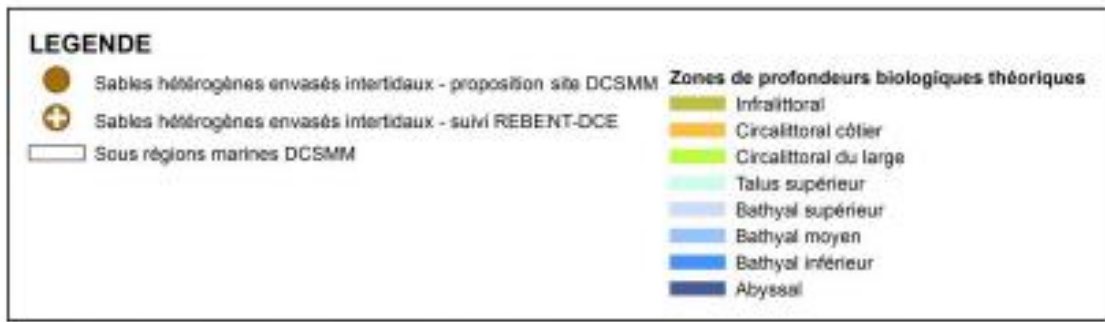 LEGENDE
Sables hétérogènes envasés intertidaux - proposition site DCSMM
Sables hétérogènes envasés intertidaux - suivi REBENT-DCE
Sous régions marines DCSMM
Zones de profondeurs biologiques théoriques
Infralittoral
Circalittoral côtier
Circalittoral du large
Talus supérieur
Bathyal supérieur
Bathyal moyen
Bathyal inférieur
Abyssal